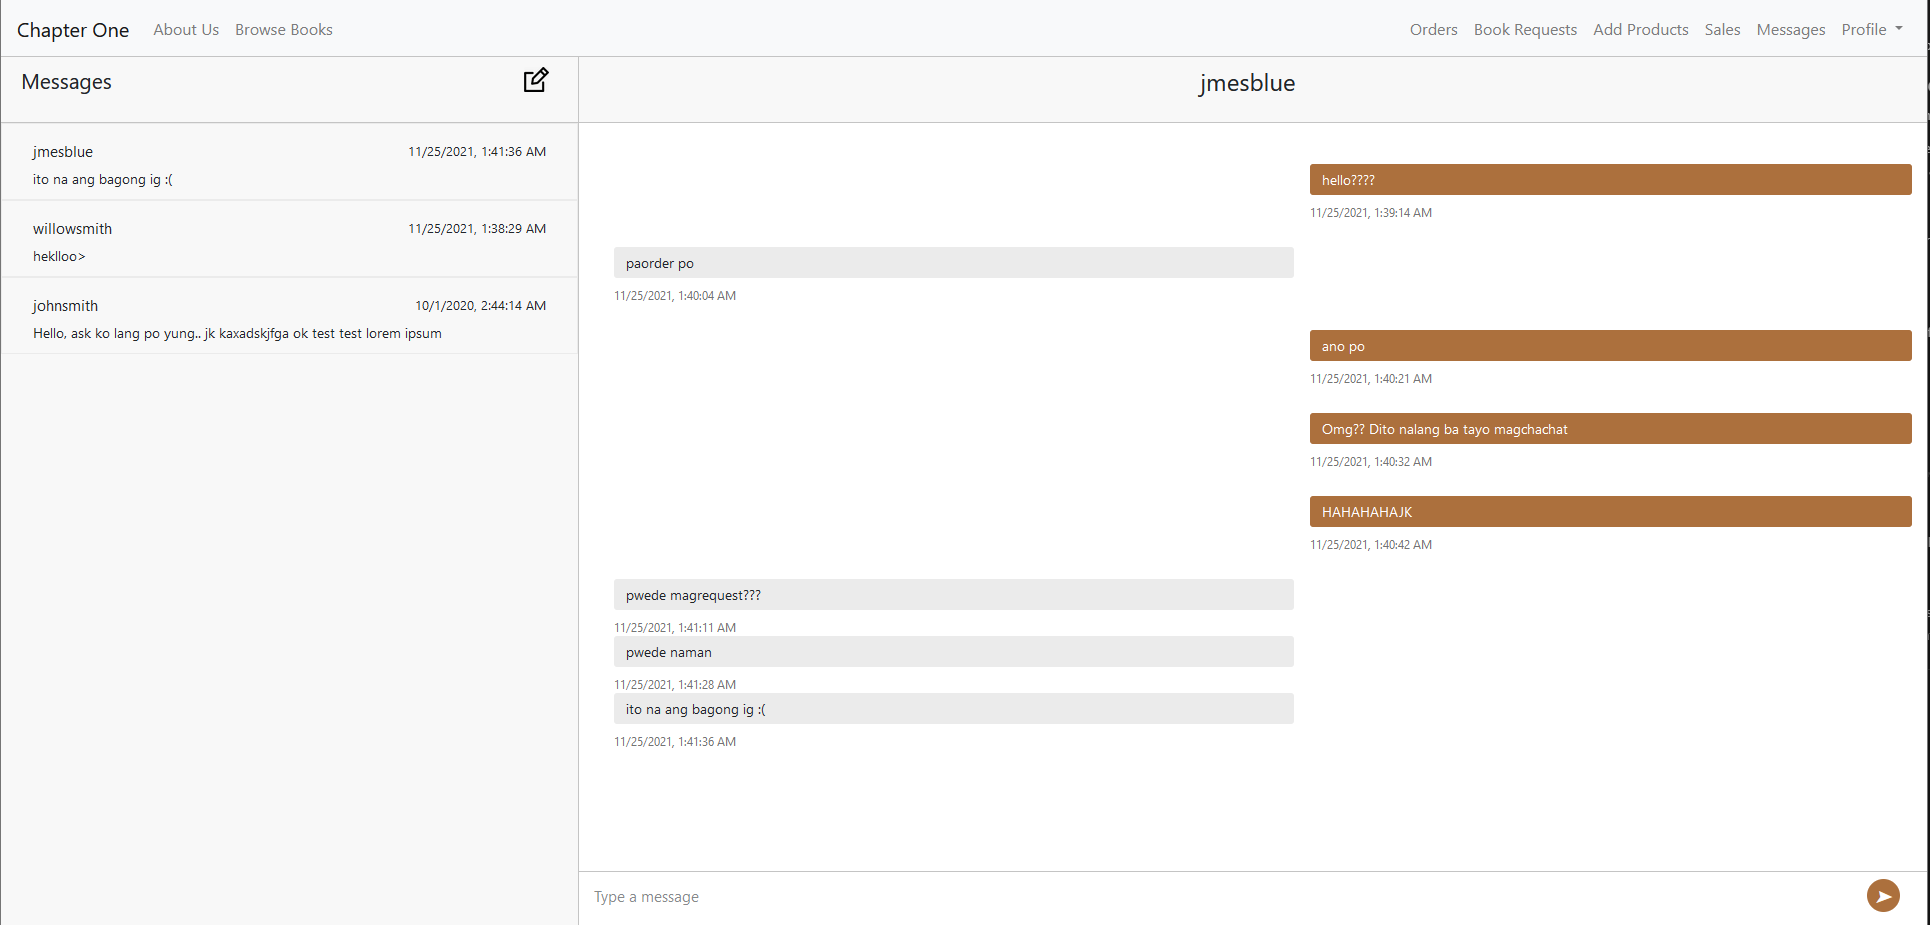 Chapter One About Us Browse Books Orders Book Requests Add Products Sales Messages Profile
Messages
jmesblue 11/25/2021, 1:41:36 AM
ito na ang bagong ig :(
willowsmith 11/25/2021, 1:38:29 AM
heklloo>
johnsmith 10/1/2020, 2:44:14 AM
Hello, ask ko lang po yung.. jk kaxadskjfga ok test test lorem ipsum
jmesblue
hello????
11/25/2021, 1:39:14 AM
paorder po
11/25/2021, 1:40:04 AM
ano po
11/25/2021, 1:40:21 AM
Omg?? Dito nalang ba tayo magchachat
11/25/2021, 1:40:32 AM
HAHAHAHAJK
11/25/2021, 1:40:42 AM
pwede magrequest???
11/25/2021, 1:41:11 AM
pwede naman
11/25/2021, 1:41:28 AM
ito na ang bagong ig :(
11/25/2021, 1:41:36 AM
Type a message